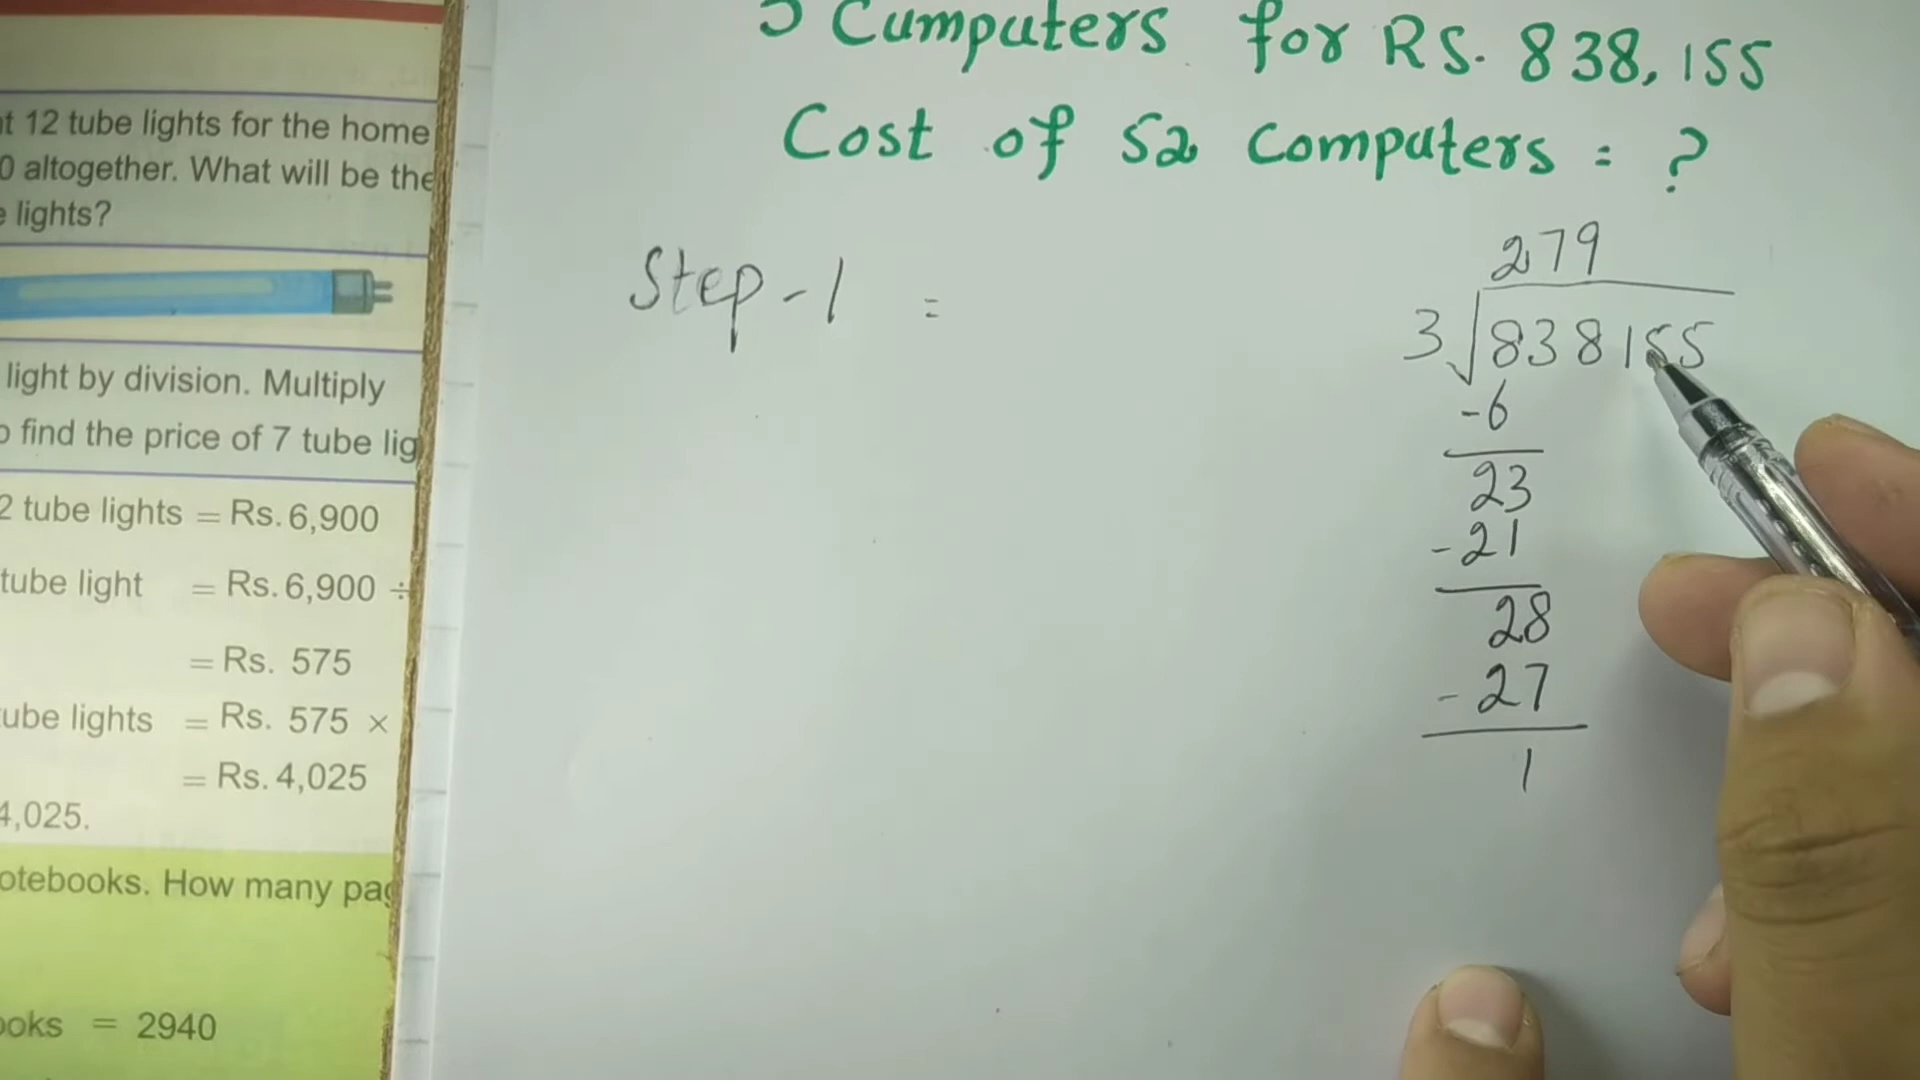 t 12 tube lights for the home
0 altogether. What will be the
lights?
light by division. Multiply
find the price of 7 tube lig
2 tube lights = Rs. 6,900
tube light = Rs. 6,900 ÷
= Rs. 575
ube lights = Rs. 575 ×
= Rs. 4,025
4,025.
otebooks. How many pag
ooks = 2940
Cumputers for RS. 838,155
Cost of 52 Computers = ?
Step-1 =
279
3 838155
-6
23
-21
28
-27
1